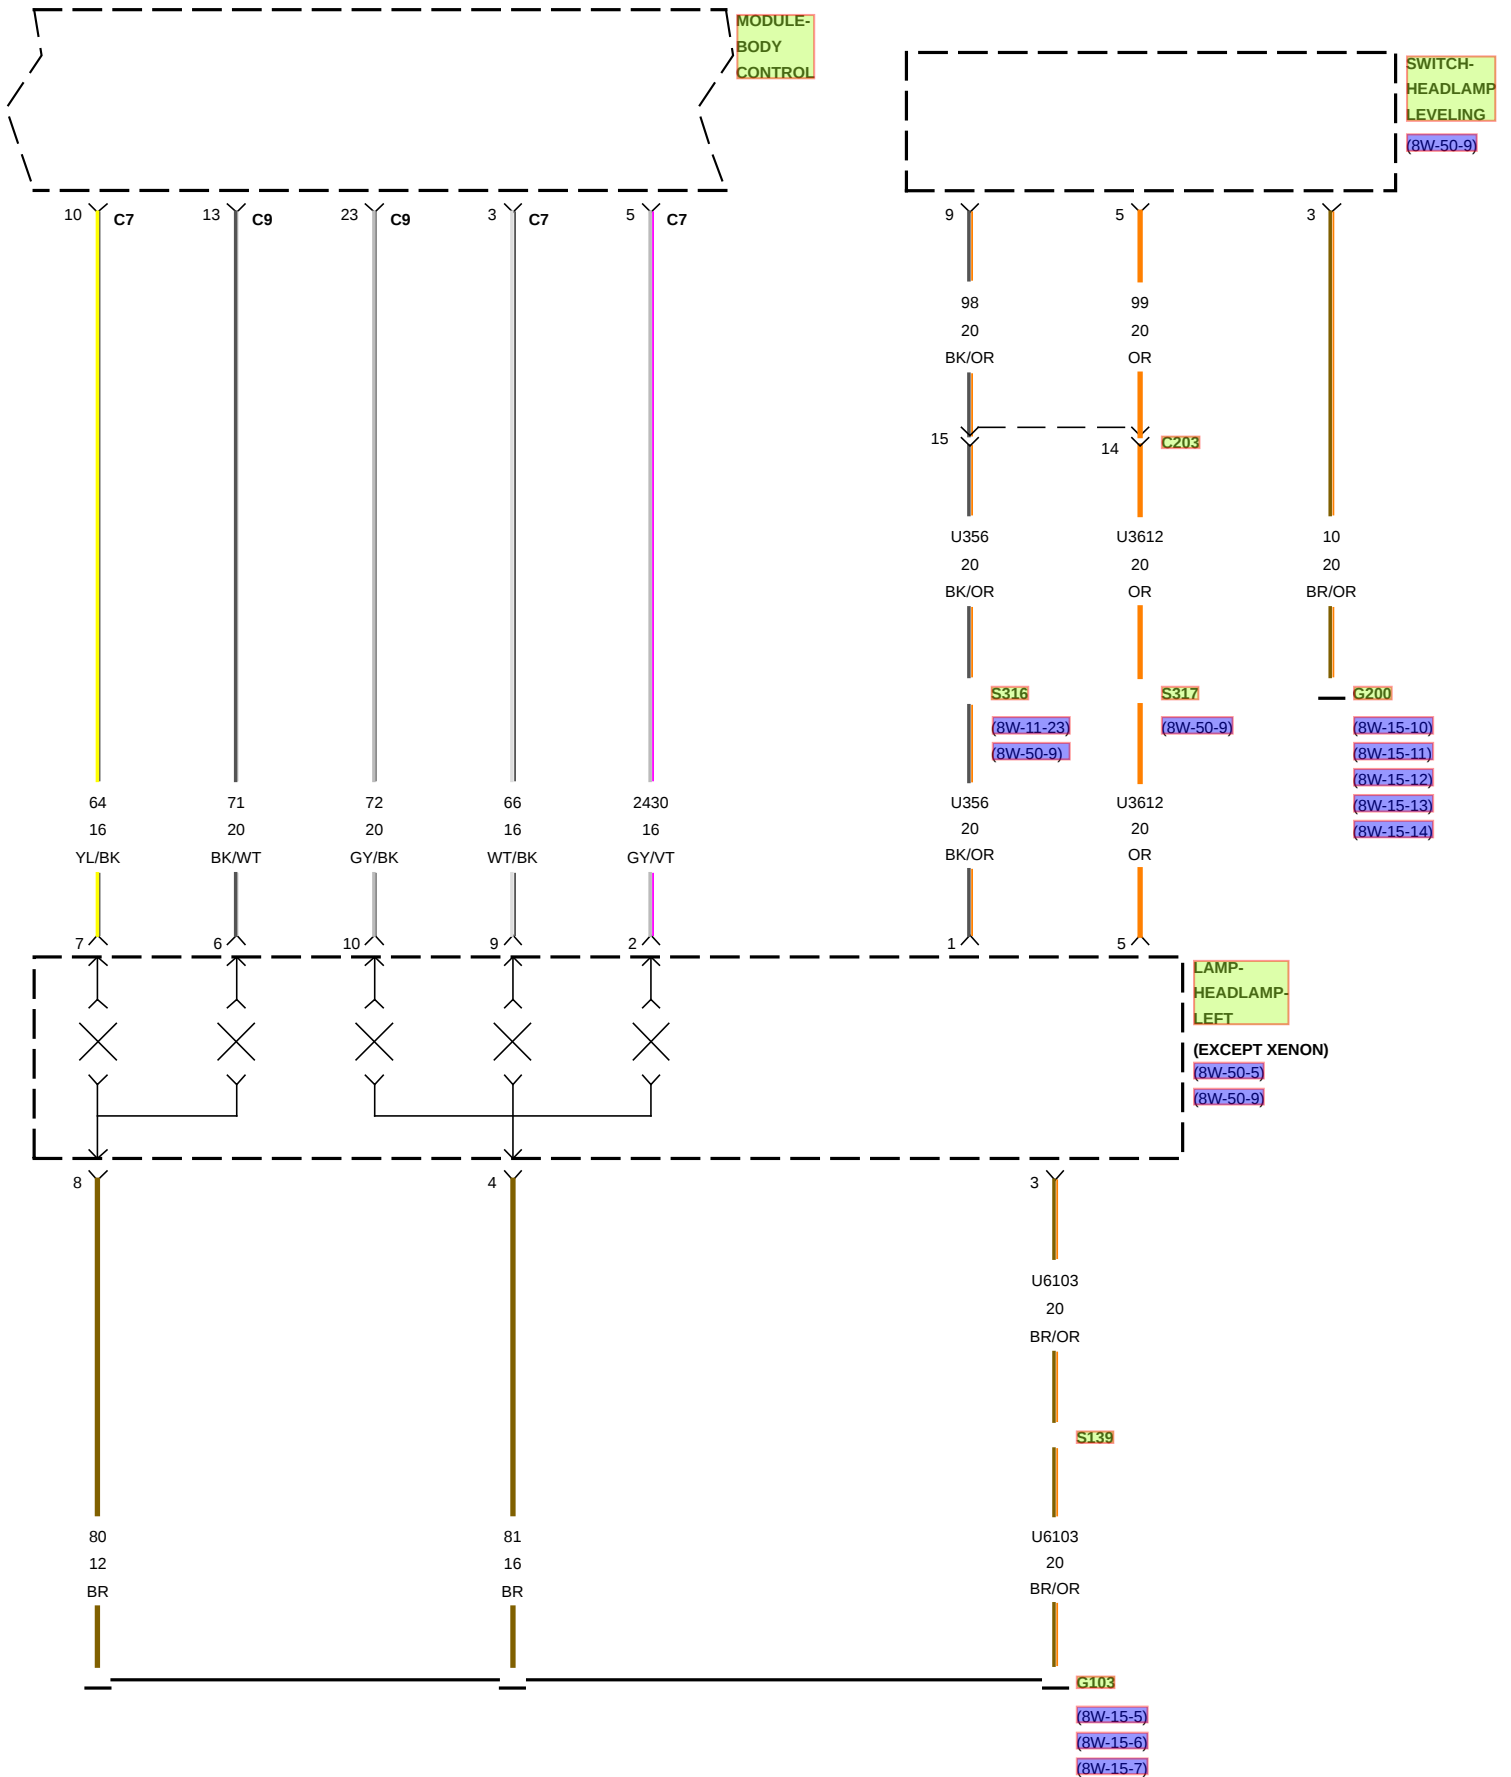 MODULE-
BODY
CONTROL
SWITCH-
HEADLAMP
LEVELING
(8W-50-9)
10 C7 13 C9 23 C9 3 C7 5 C7 9 5 3
98 99
20 20
BK/OR OR
15 14 C203
U356 U3612 10
20 20 20
BK/OR OR BR/OR
S316 S317 G200
(8W-11-23) (8W-50-9) (8W-15-10)
(8W-50-9) (8W-15-11)
(8W-15-12)
(8W-15-13)
(8W-15-14)
64 71 72 66 2430 U356 U3612
16 20 20 16 16 20 20
YL/BK BK/WT GY/BK WT/BK GY/VT BK/OR OR
7 6 10 9 2 1 5
LAMP-
HEADLAMP-
LEFT
(EXCEPT XENON)
(8W-50-5)
(8W-50-9)
8 4 3
U6103
20
BR/OR
S139
80 81 U6103
12 16 20
BR BR BR/OR
G103
(8W-15-5)
(8W-15-6)
(8W-15-7)